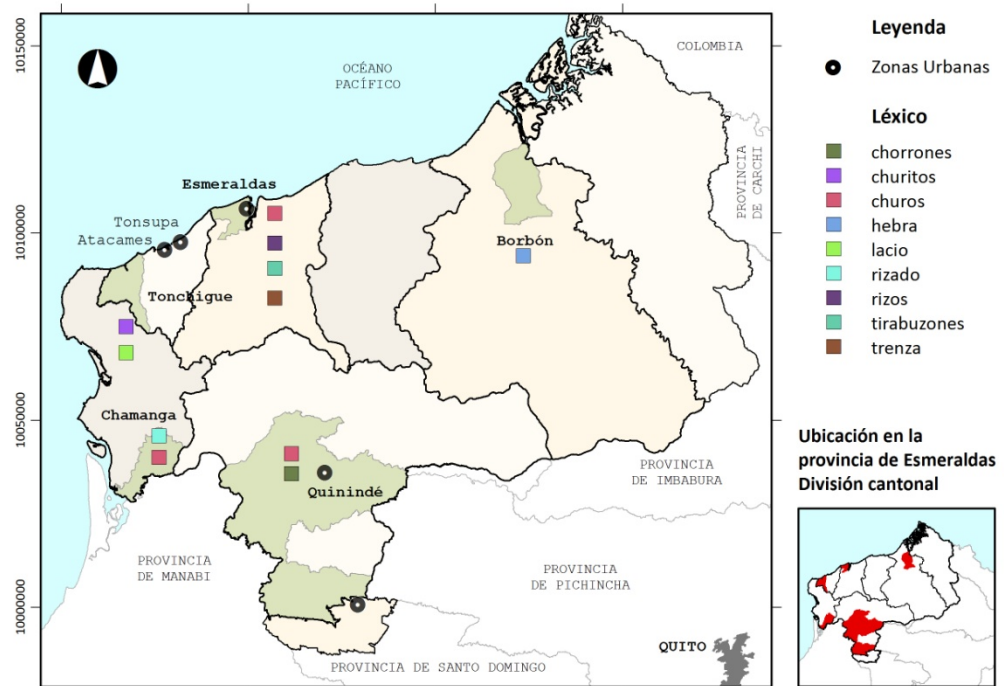 10150000
10100000
10050000
10000000
COLOMBIA
OCÉANO
PACÍFICO
PROVINCIA
DE CARCHI
Esmeraldas
Tonsupa
Atacames
Borbón
Tonchigue
Chamanga
PROVINCIA
DE IMBABURA
Quinindé
PROVINCIA
DE MANABI
PROVINCIA
DE PICHINCHA
QUITO
PROVINCIA DE SANTO DOMINGO
Leyenda
Zonas Urbanas
Léxico
chorrones
churitos
churos
hebra
lacio
rizado
rizos
tirabuzones
trenza
Ubicación en la
provincia de Esmeraldas
División cantonal